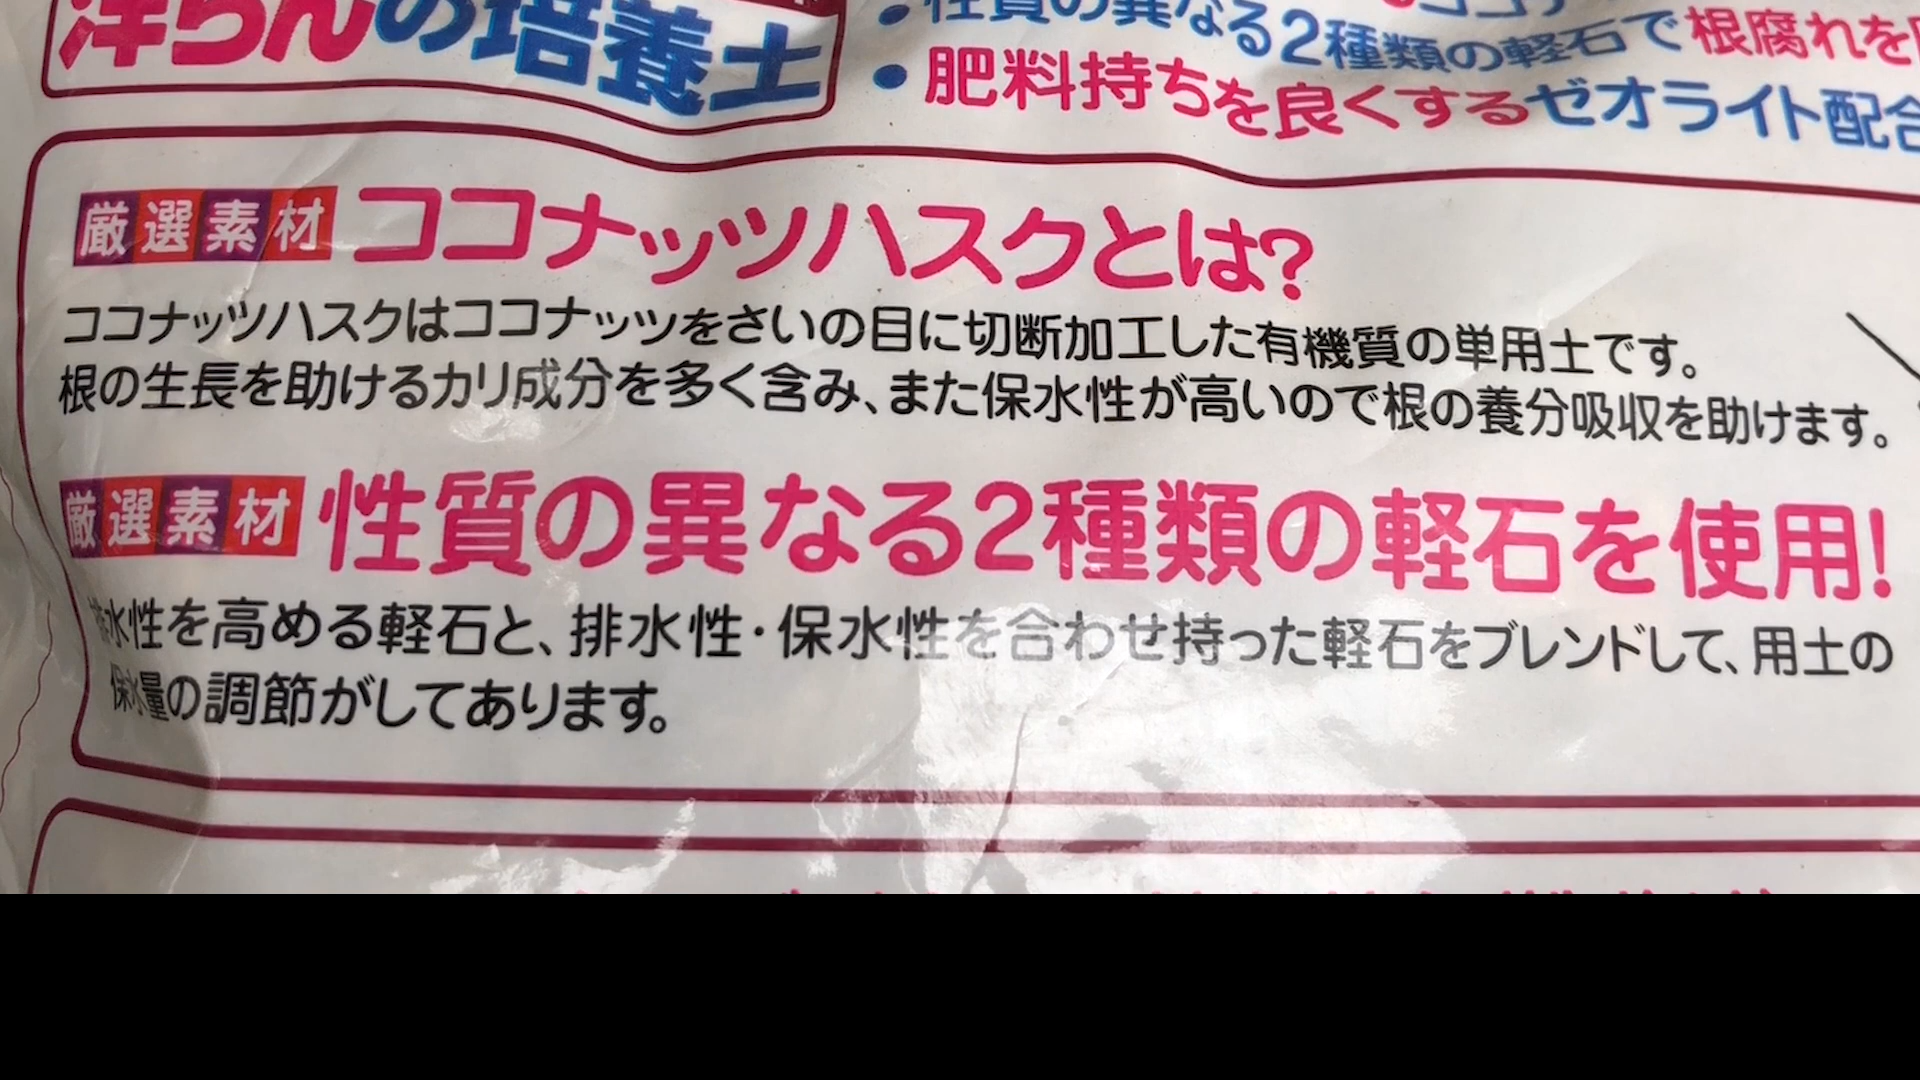 洋らんの培養土
・性質の異なる2種類の軽石で根腐れを
・肥料持ちを良くするゼオライト配合
厳選素材 ココナッツハスクとは?
ココナッツハスクはココナッツをさいの目に切断加工した有機質の単用土です。
根の生長を助けるカリ成分を多く含み、また保水性が高いので根の養分吸収を助けます。
厳選素材 性質の異なる2種類の軽石を使用!
排水性を高める軽石と、排水性・保水性を合わせ持った軽石をブレンドして、用土の
保水量の調節がしてあります。